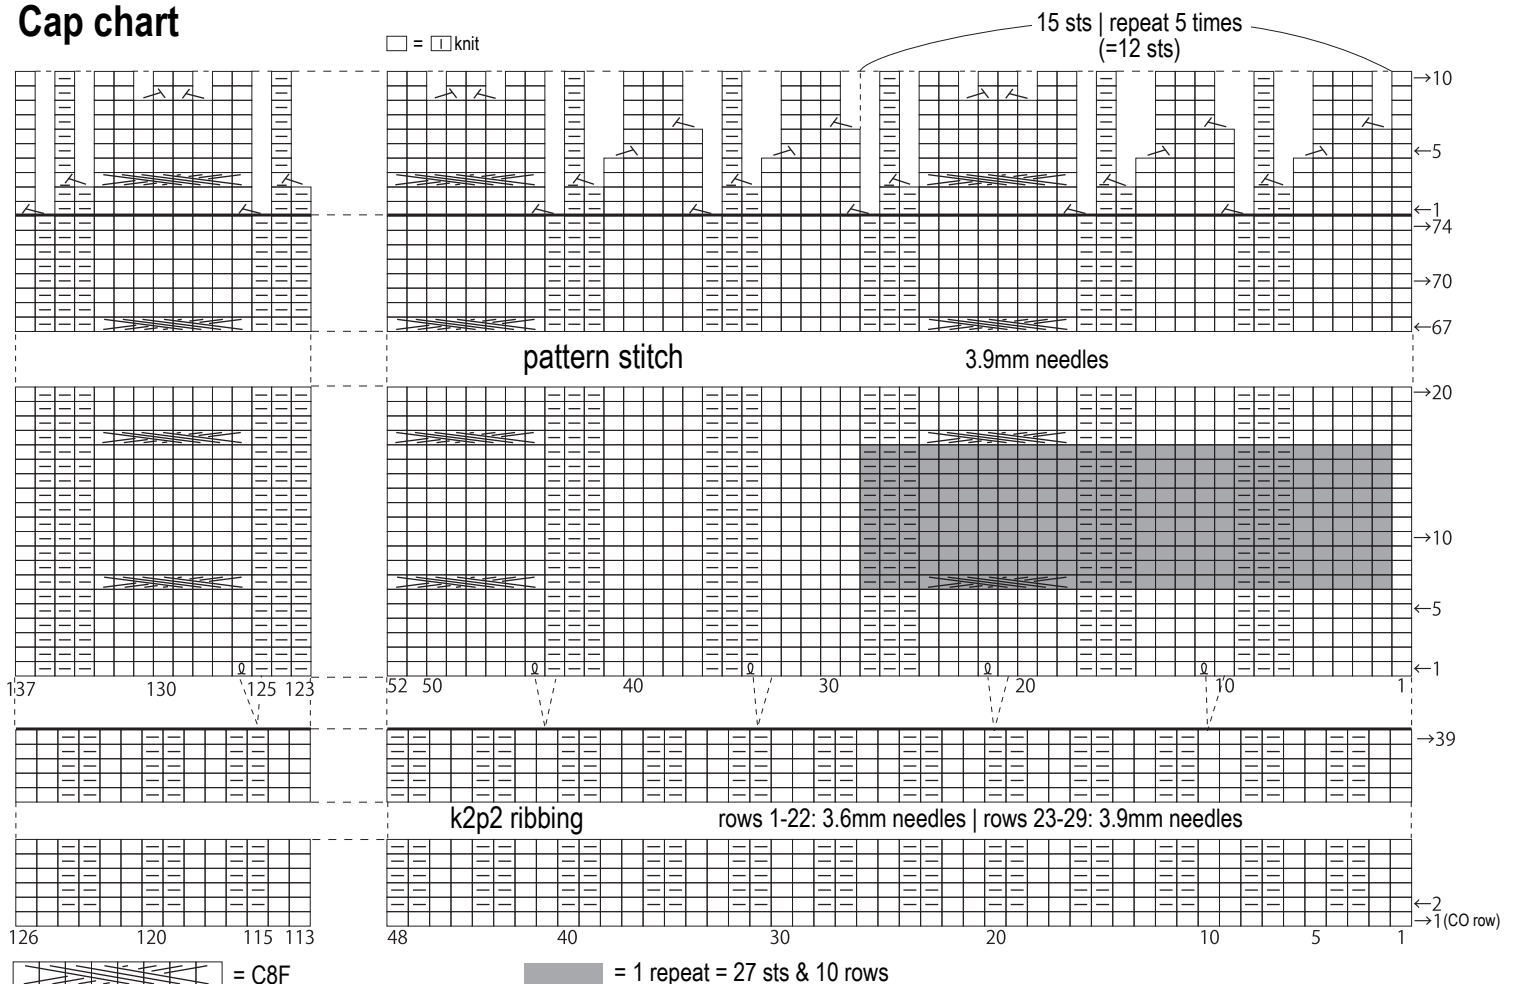 Cap chart
= knit
15 sts | repeat 5 times
(=12 sts)
→10
←5
←1
→74
→70
←67
pattern stitch 3.9mm needles
→20
→10
←5
←1
137 130 125 123 52 50 40 30 20 10 1
→39
k2p2 ribbing rows 1-22: 3.6mm needles | rows 23-29: 3.9mm needles
←2
→1(CO row)
126 120 115 113 48 40 30 20 10 5 1
= C8F = 1 repeat = 27 sts & 10 rows